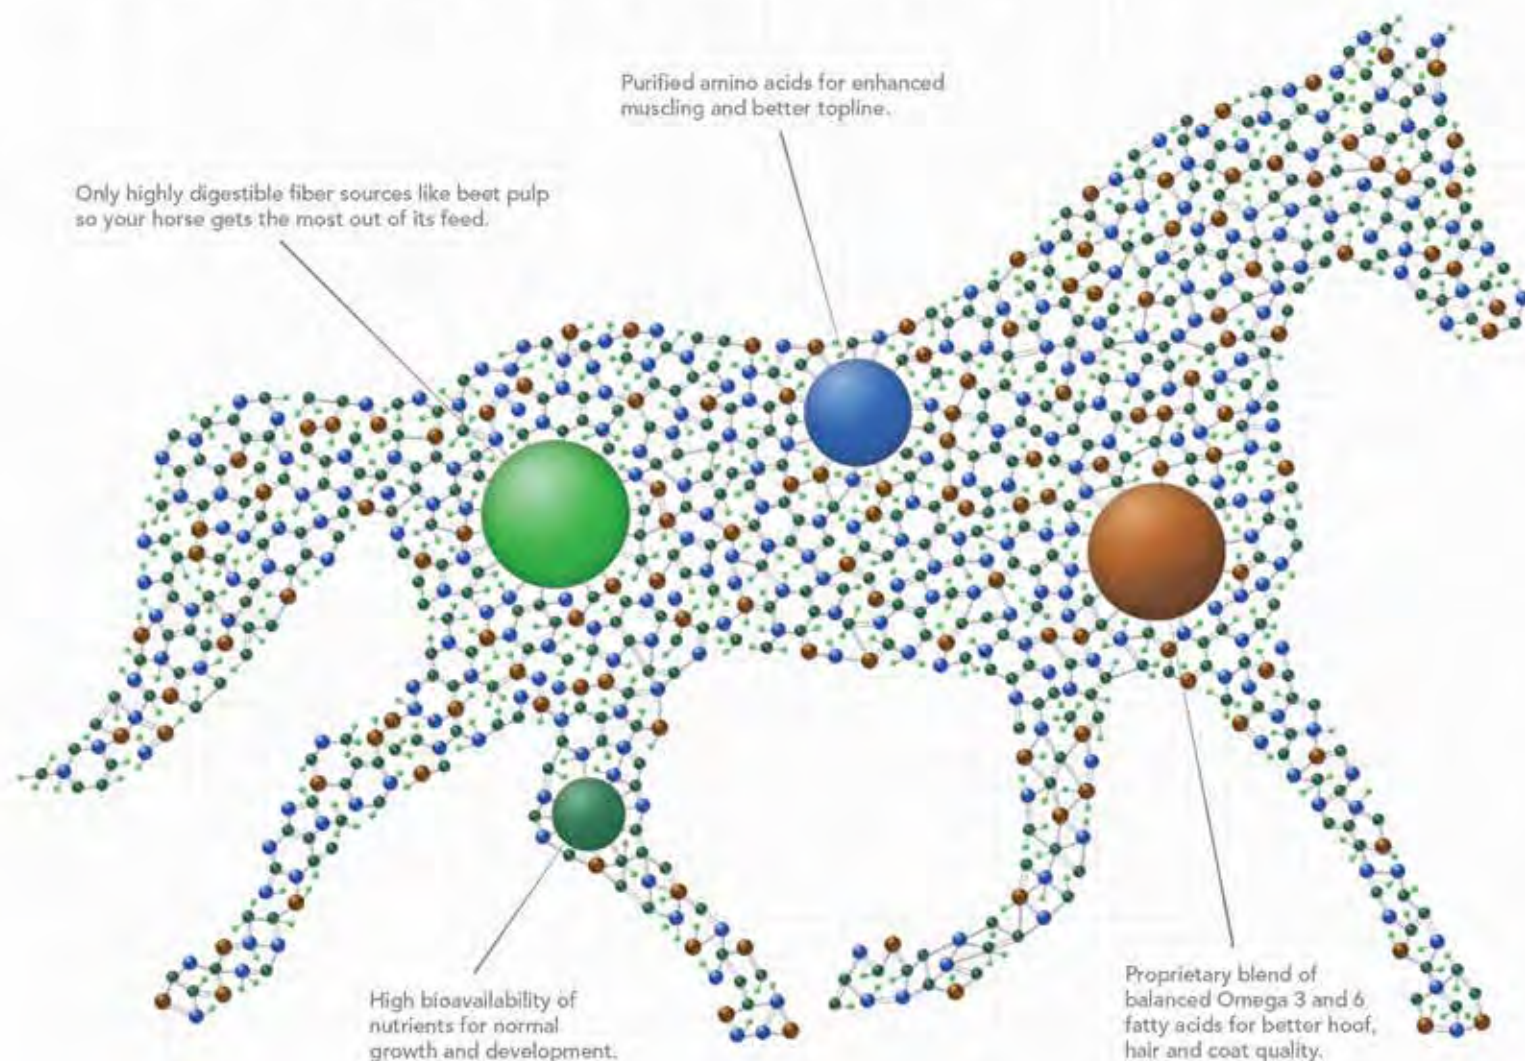 Purified amino acids for enhanced
muscling and better topline.
Only highly digestible fiber sources like beet pulp
so your horse gets the most out of its feed.
High bioavailability of
nutrients for normal
growth and development.
Proprietary blend of
balanced Omega 3 and 6
fatty acids for better hoof,
hair and coat quality.